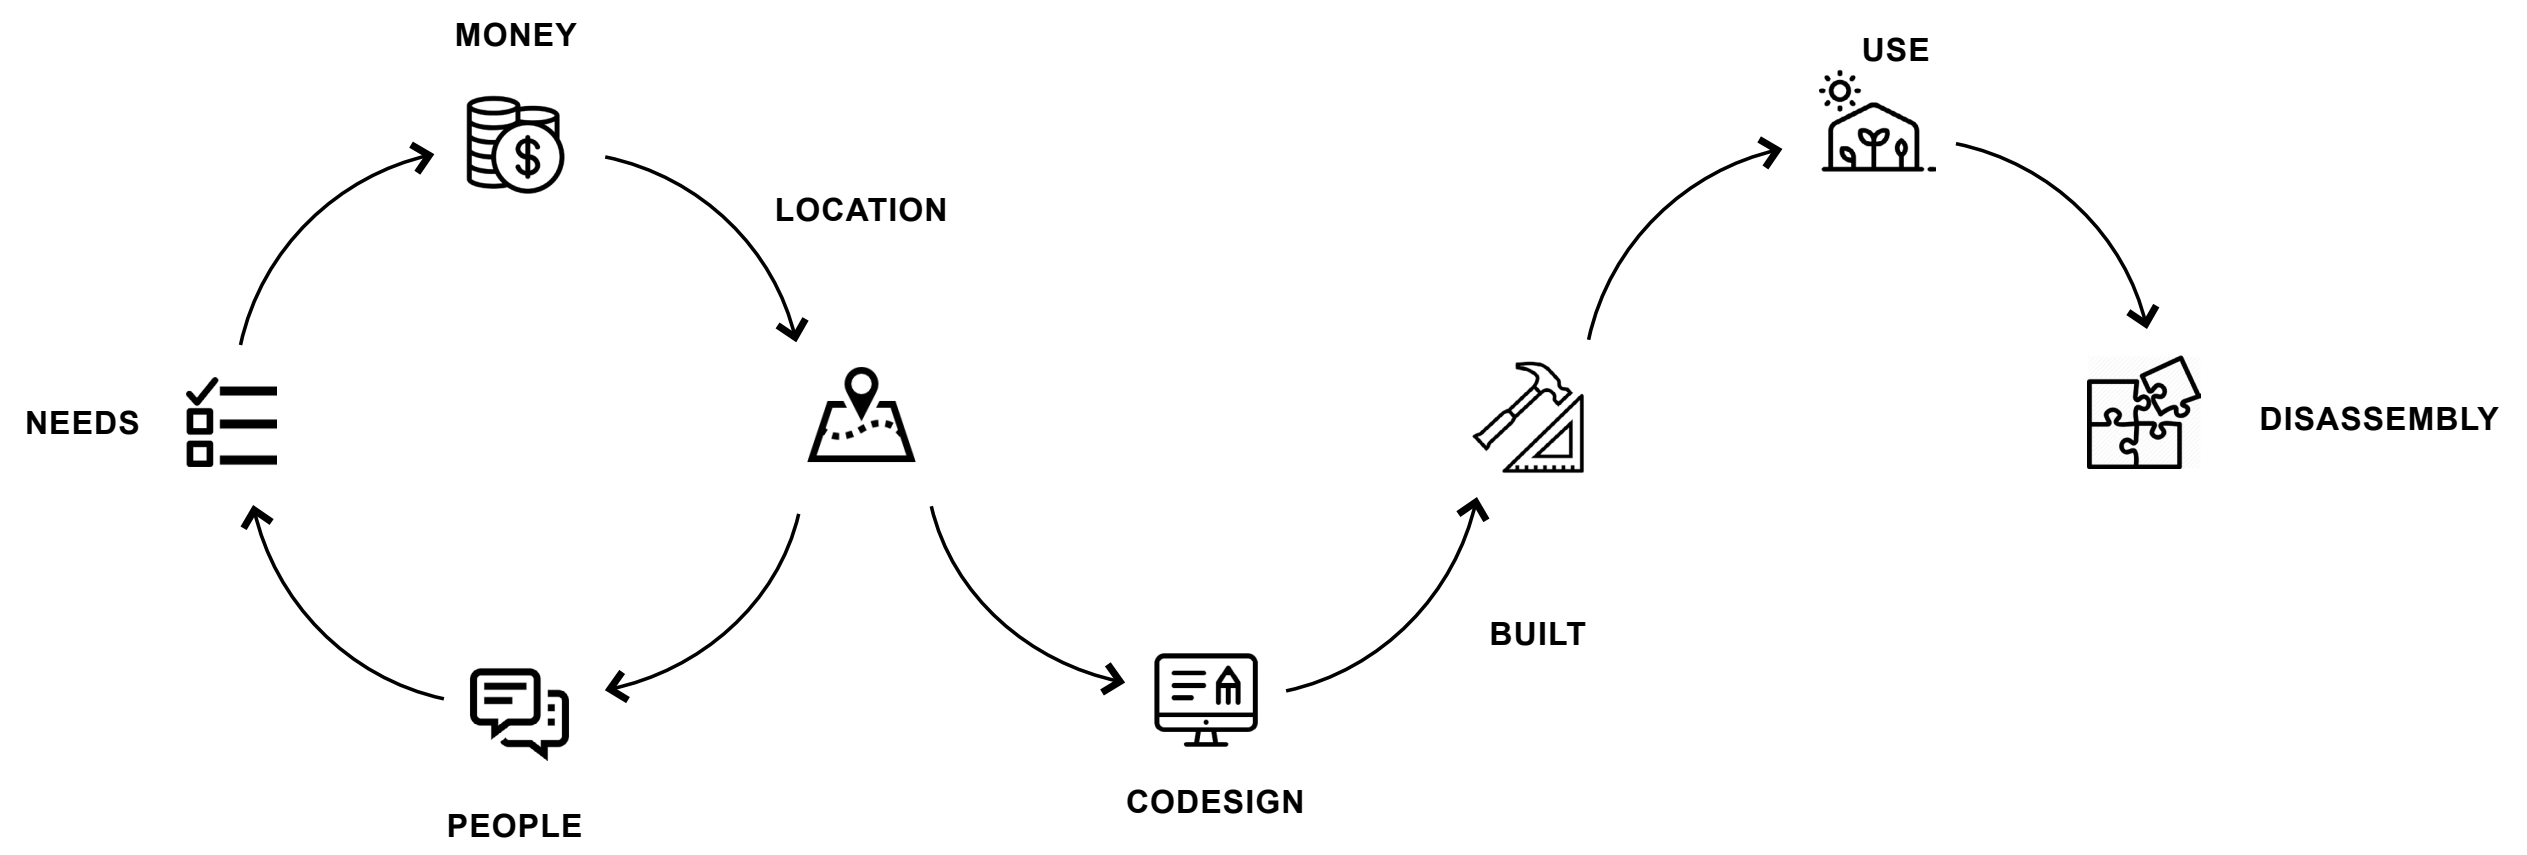 MONEY
USE
LOCATION
NEEDS
DISASSEMBLY
BUILT
CODESIGN
PEOPLE